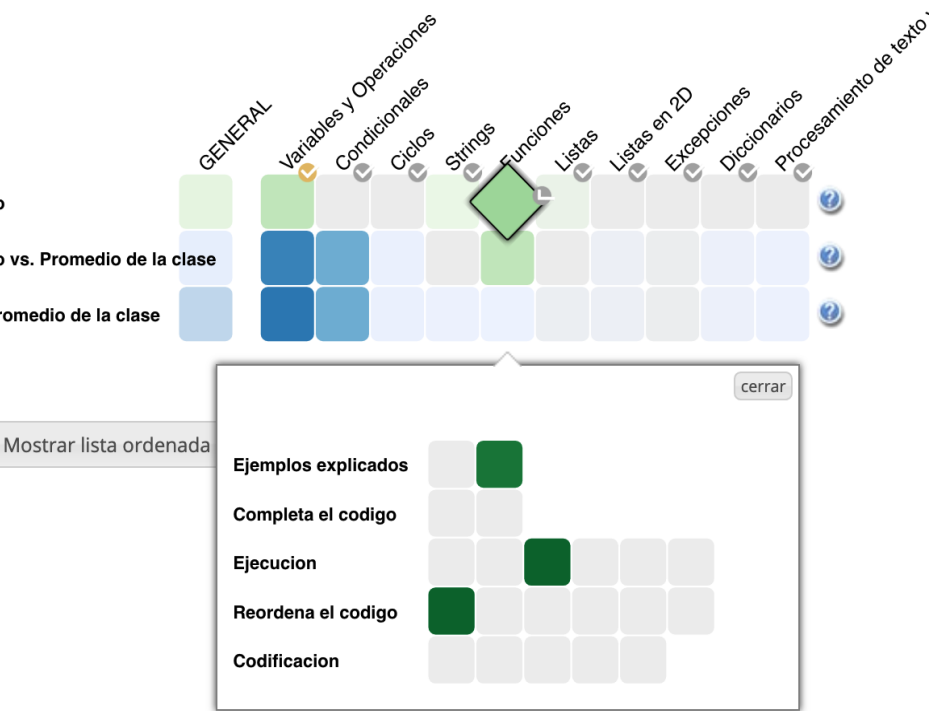 GENERAL
Variables y Operaciones
Condicionales
Ciclos
Strings
Funciones
Listas
Listas en 2D
Excepciones
Diccionarios
Procesamiento de texto
o
o vs. Promedio de la clase
romedio de la clase
cerrar
Mostrar lista ordenada
Ejemplos explicados
Completa el codigo
Ejecucion
Reordena el codigo
Codificacion